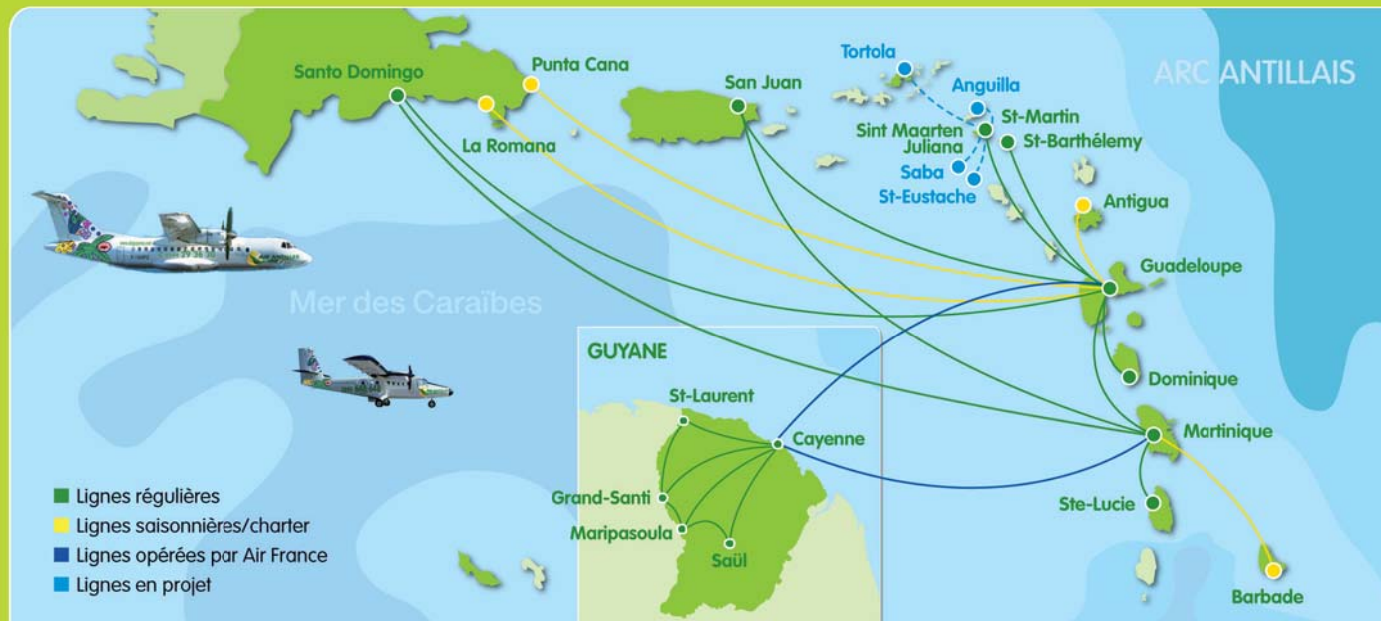 ARC ANTILLAIS
Santo Domingo
Punta Cana
La Romana
San Juan
Tortola
Anguilla
St-Martin
Sint Maarten
Juliana
St-Barthélemy
Saba
St-Eustache
Antigua
Guadeloupe
Mer des Caraïbes
Dominique
Martinique
Ste-Lucie
Barbade
GUYANE
St-Laurent
Cayenne
Grand-Santi
Maripasoula
Saül
Lignes régulières
Lignes saisonnières/charter
Lignes opérées par Air France
Lignes en projet
AIR ANTILLES